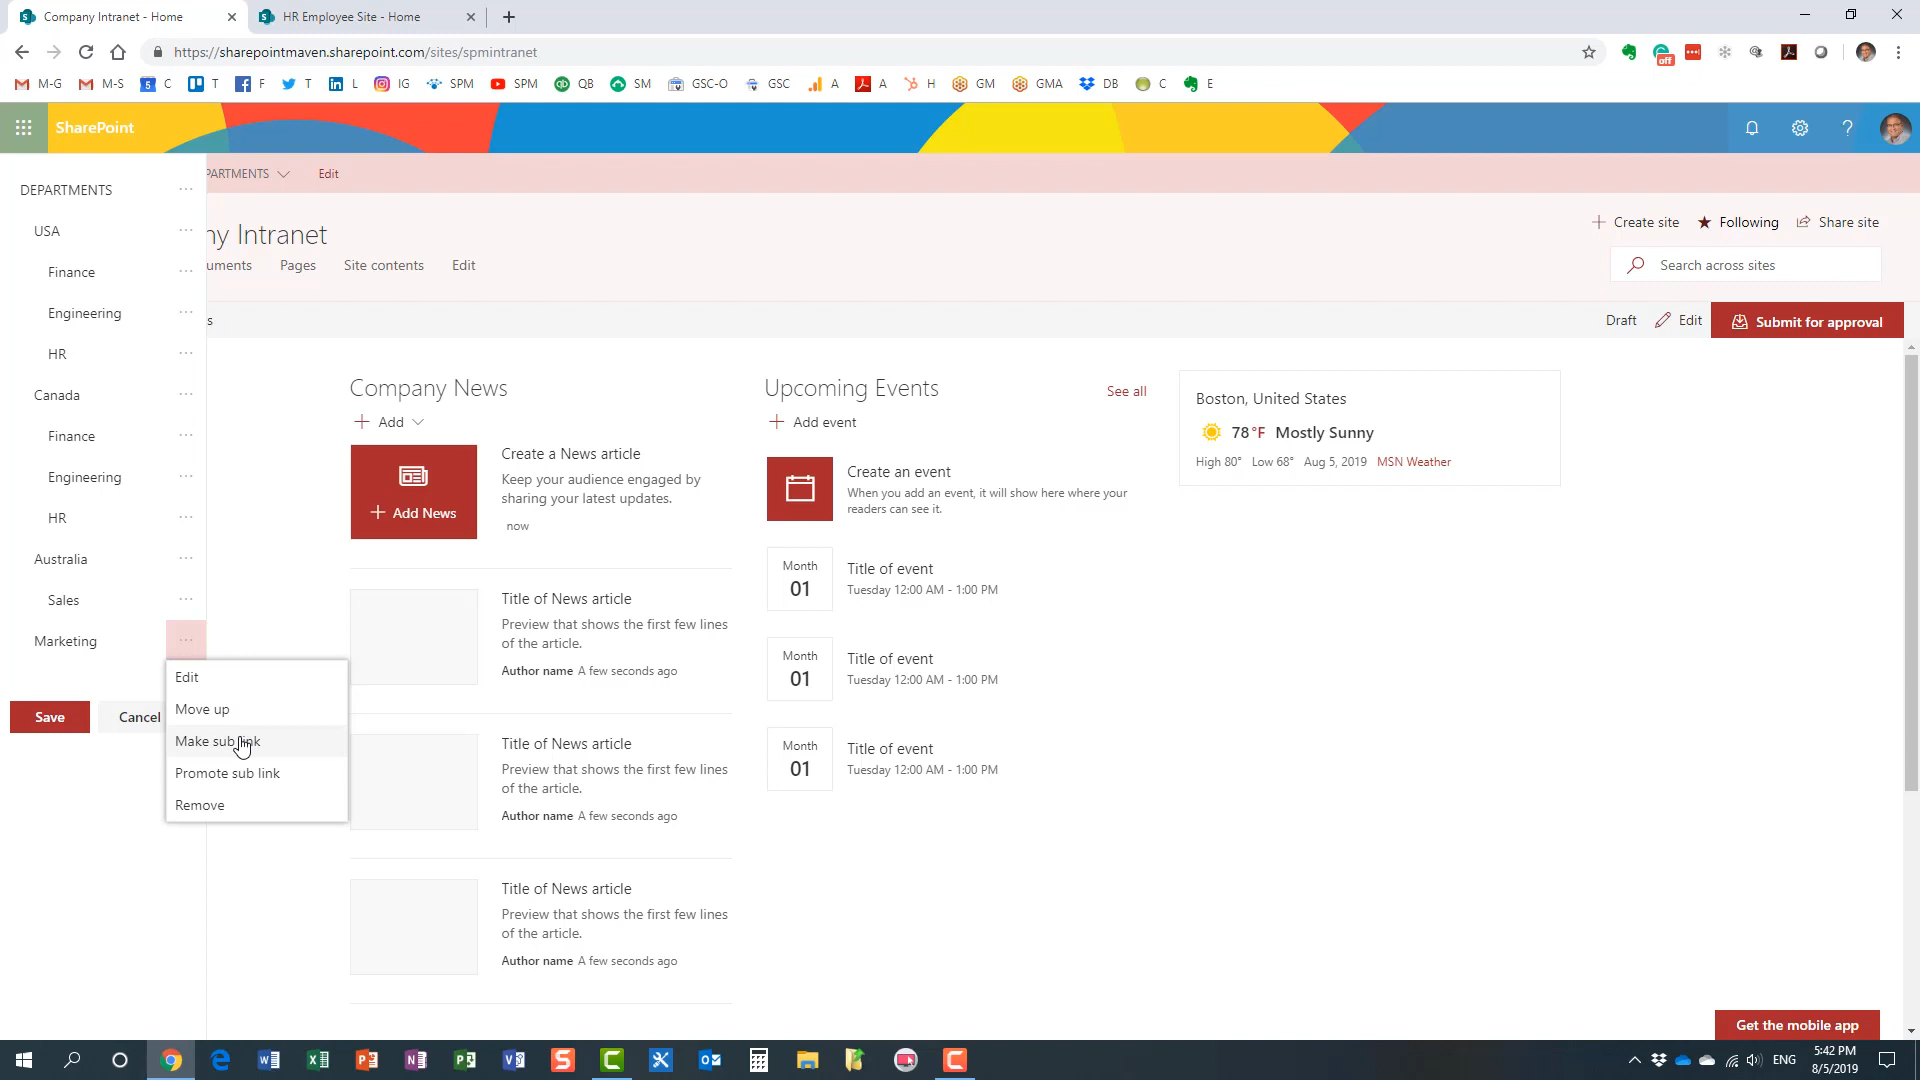 Company Intranet - Home
HR Employee Site - Home
https://sharepointmaven.sharepoint.com/sites/spmintranet
off
M-G
M-S
5
C
T
F
T
L
IG
SPM
SPM
QB
SM
GSC-O
GSC
A
A
H
GM
GMA
DB
C
E
SharePoint
?
PARTMENTS
Edit
DEPARTMENTS
USA
Finance
Engineering
HR
Canada
Finance
Engineering
HR
Australia
Sales
Marketing
Save
Cancel
Edit
Move up
Make sub link
Promote sub link
Remove
ny Intranet
uments
Pages
Site contents
Edit
Create site
Following
Share site
Search across sites
s
Draft
Edit
Submit for approval
Company News
Add
Add News
Create a News article
Keep your audience engaged by
sharing your latest updates.
now
Title of News article
Preview that shows the first few lines
of the article.
Author name A few seconds ago
Title of News article
Preview that shows the first few lines
of the article.
Author name A few seconds ago
Title of News article
Preview that shows the first few lines
of the article.
Author name A few seconds ago
Upcoming Events
See all
Add event
Create an event
When you add an event, it will show here where your
readers can see it.
Month
01
Title of event
Tuesday 12:00 AM - 1:00 PM
Month
01
Title of event
Tuesday 12:00 AM - 1:00 PM
Month
01
Title of event
Tuesday 12:00 AM - 1:00 PM
Boston, United States
78°F Mostly Sunny
High 80° Low 68° Aug 5, 2019 MSN Weather
Get the mobile app
ENG
5:42 PM
8/5/2019